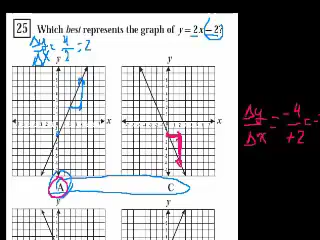 25 Which best represents the graph of y = 2x − 2?
Δy/Δx = 4/2 = 2
y y
x x
Δy/Δx = -4/+2 = -
A C
y y